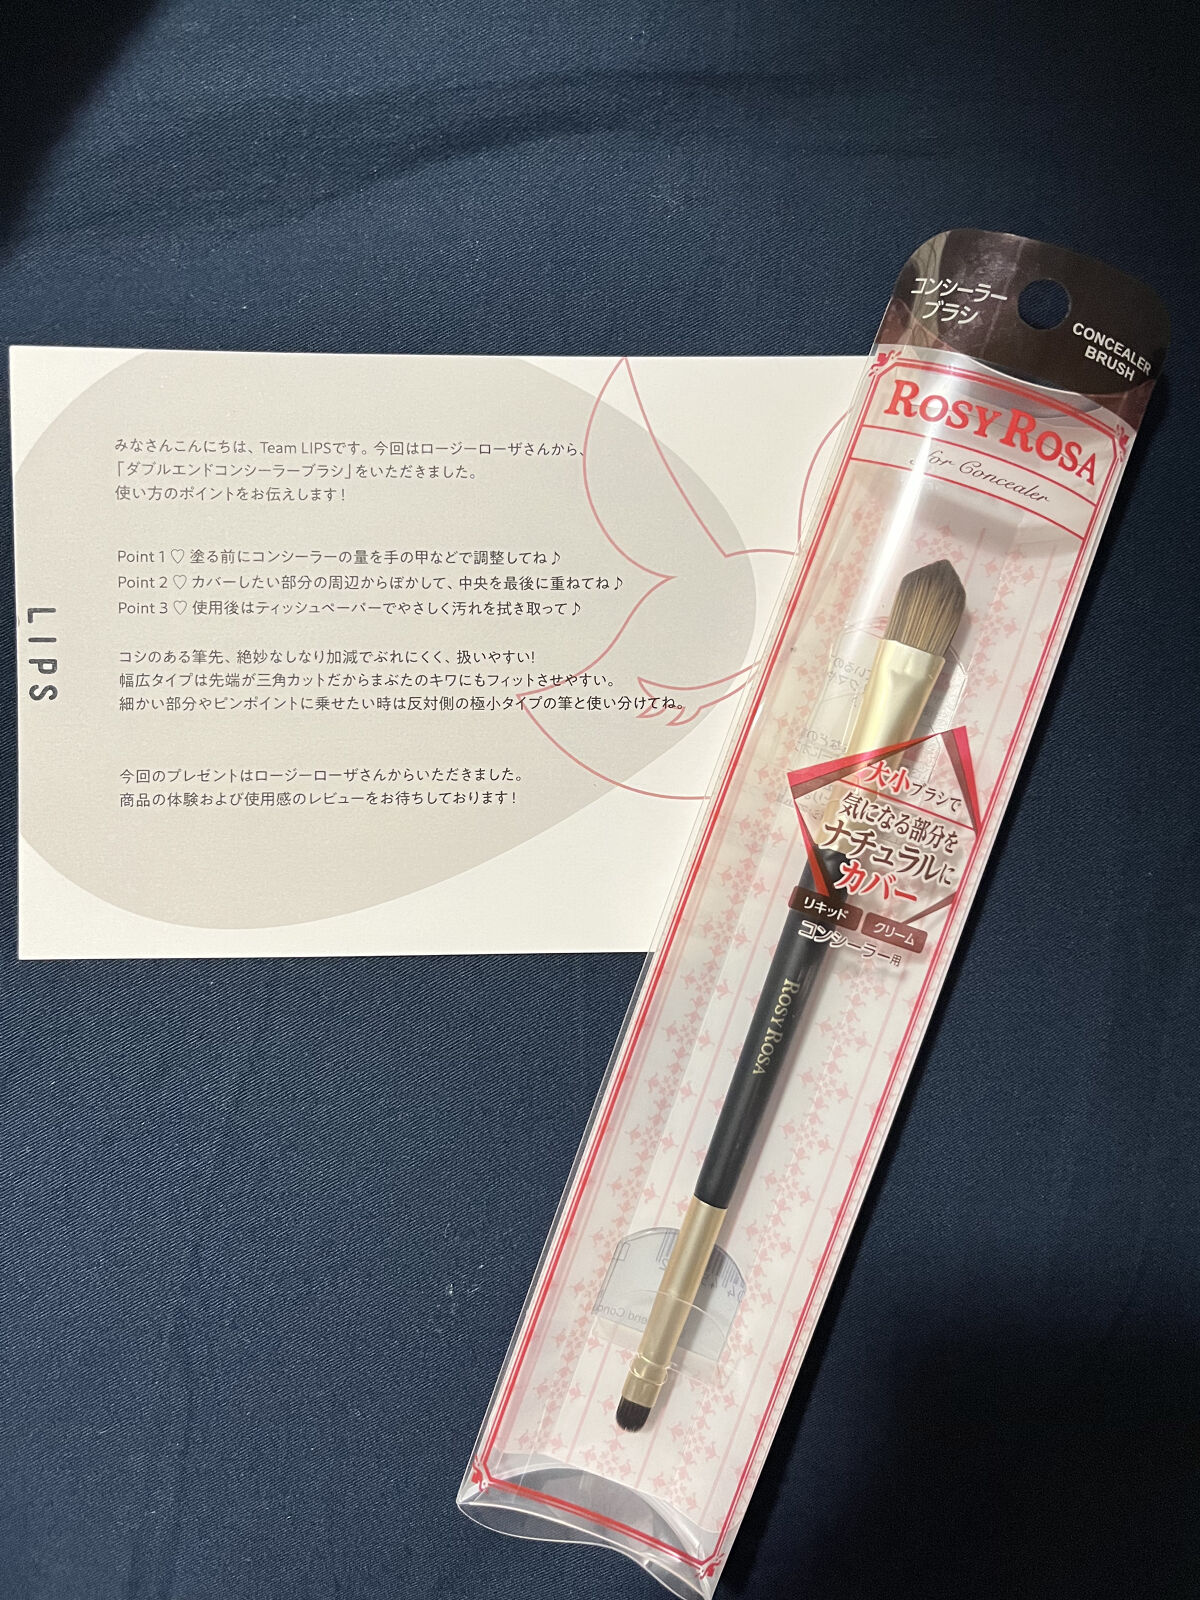 みなさんこんにちは、Team LIPSです。今回はロージーローザさんから、
「ダブルエンドコンシーラーブラシ」をいただきました。
使い方のポイントをお伝えします!
Point 1 ♡ 塗る前にコンシーラーの量を手の甲などで調整してね♪
Point 2 ♡ カバーしたい部分の周辺からぼかして、中央を最後に重ねてね♪
Point 3 ♡ 使用後はティッシュペーパーでやさしく汚れを拭き取って♪
コシのある筆先、絶妙なしなり加減でぶれにくく、扱いやすい!
幅広タイプは先端が三角カットだからまぶたのキワにもフィットさせやすい。
細かい部分やピンポイントに乗せたい時は反対側の極小タイプの筆と使い分けてね。
今回のプレゼントはロージーローザさんからいただきました。
商品の体験および使用感のレビューをお待ちしております!
LIPS
コンシーラー
ブラシ
CONCEALER
BRUSH
ROSY ROSA
for Concealer
大小ブラシで
気になる部分を
ナチュラルに
カバー
リキッド クリーム
コンシーラー用
ROSY ROSA